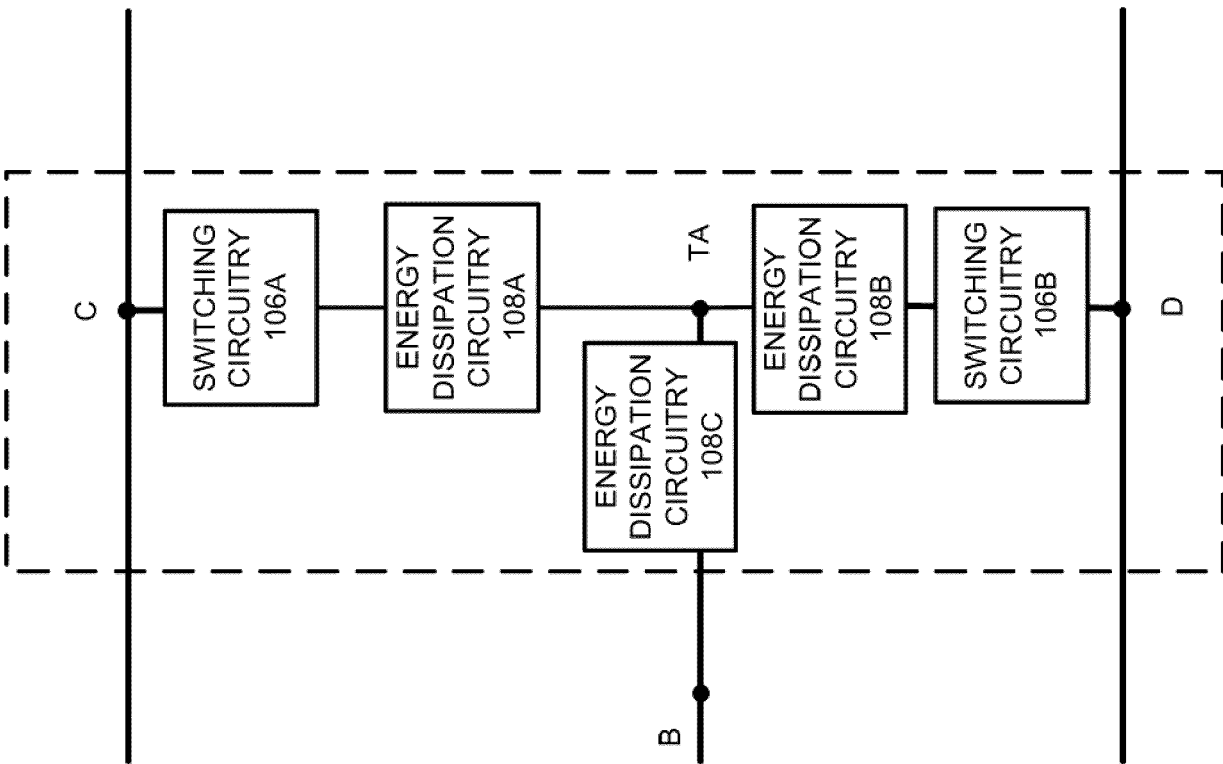 C
SWITCHING
CIRCUITRY
106A
ENERGY
DISSIPATION
CIRCUITRY
108A
TA
ENERGY
DISSIPATION
CIRCUITRY
108C
ENERGY
DISSIPATION
CIRCUITRY
108B
SWITCHING
CIRCUITRY
106B
B
D